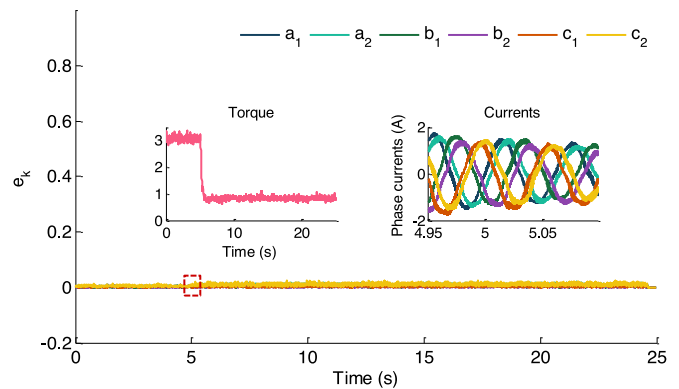 a₁ a₂ b₁ b₂ c₁ c₂
1
0.8
0.6
0.4
0.2
0
-0.2
e_k
0 5 10 15 20 25
Time (s)
Torque
3
2
1
0
0 10 20
Time (s)
Currents
Phase currents (A)
2
0
-2
4.95 5 5.05